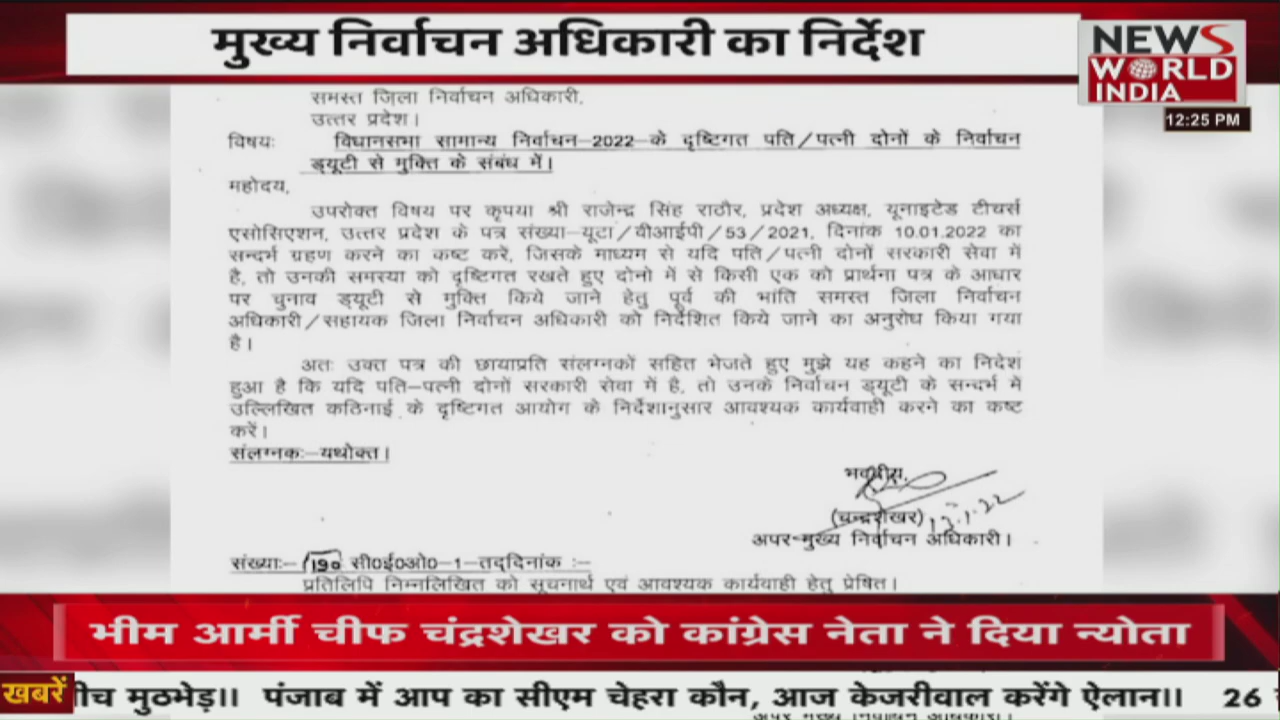 मुख्य निर्वाचन अधिकारी का निर्देश
NEWS
WORLD
INDIA
12:25 PM
समस्त जिला निर्वाचन अधिकारी,
उत्तर प्रदेश।
विषयः विधानसभा सामान्य निर्वाचन–2022 के दृष्टिगत पति/पत्नी दोनों के निर्वाचन
ड्यूटी से मुक्ति के संबंध में।
महोदय,
उपरोक्त विषय पर कृपया श्री राजेन्द्र सिंह राठौर, प्रदेश अध्यक्ष, यूनाइटेड टीचर्स
एसोसिएशन, उत्तर प्रदेश के पत्र संख्या–यूटा/वीआईपी/53/2021, दिनांक 10.01.2022 का
सन्दर्भ ग्रहण करने का कष्ट करें, जिसके माध्यम से यदि पति/पत्नी दोनों सरकारी सेवा में
है, तो उनकी समस्या को दृष्टिगत रखते हुए दोनो में से किसी एक को प्रार्थना पत्र के आधार
पर चुनाव ड्यूटी से मुक्ति किये जाने हेतु पूर्व की भांति समस्त जिला निर्वाचन
अधिकारी/सहायक जिला निर्वाचन अधिकारी को निर्देशित किये जाने का अनुरोध किया गया
है।
अतः उक्त पत्र की छायाप्रति संलग्नकों सहित भेजते हुए मुझे यह कहने का निदेश
हुआ है कि यदि पति–पत्नी दोनों सरकारी सेवा में है, तो उनके निर्वाचन ड्यूटी के सन्दर्भ मे
उल्लिखित कठिनाई के दृष्टिगत आयोग के निर्देशानुसार आवश्यक कार्यवाही करने का कष्ट
करें।
संलग्नकः–यथोक्त।
भवदीय,
(चन्द्रशेखर) 12.1.22
अपर–मुख्य निर्वाचन अधिकारी।
संख्याः– 190 सी0ई0ओ0–1–तद्दिनांक :–
प्रतिलिपि निम्नलिखित को सूचनार्थ एवं आवश्यक कार्यवाही हेतु प्रेषित।
भीम आर्मी चीफ चंद्रशेखर को कांग्रेस नेता ने दिया न्योता
खबरें ीच मुठभेड़॥ पंजाब में आप का सीएम चेहरा कौन, आज केजरीवाल करेंगे ऐलान॥ 26